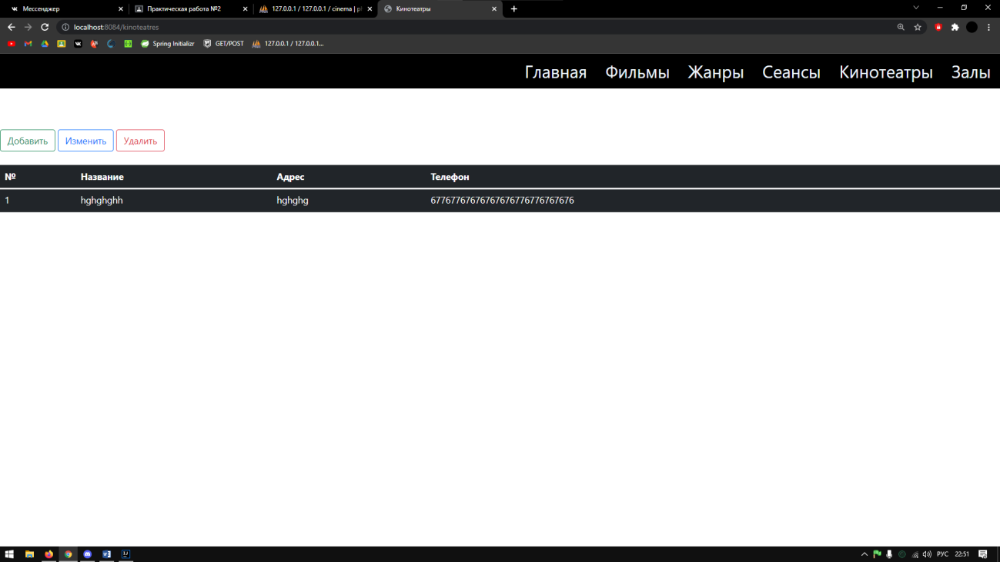 Мессенджер
Практическая работа №2
127.0.0.1 / 127.0.0.1 / cinema | pl
Кинотеатры
localhost:8084/kinoteatres
Spring Initializr
GET/POST
127.0.0.1 / 127.0.0.1...
Главная Фильмы Жанры Сеансы Кинотеатры Залы
Добавить Изменить Удалить
№ Название Адрес Телефон
1 hghghghh hghghg
РУС 22:51